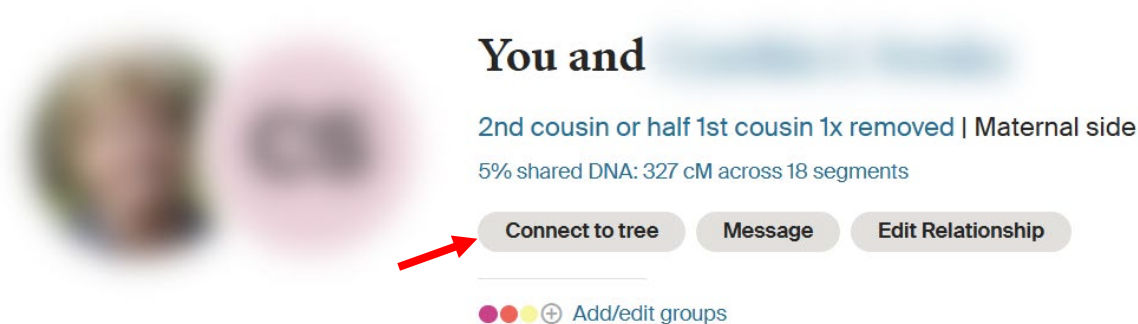 You and
2nd cousin or half 1st cousin 1x removed | Maternal side
5% shared DNA: 327 cM across 18 segments
Connect to tree Message Edit Relationship
Add/edit groups